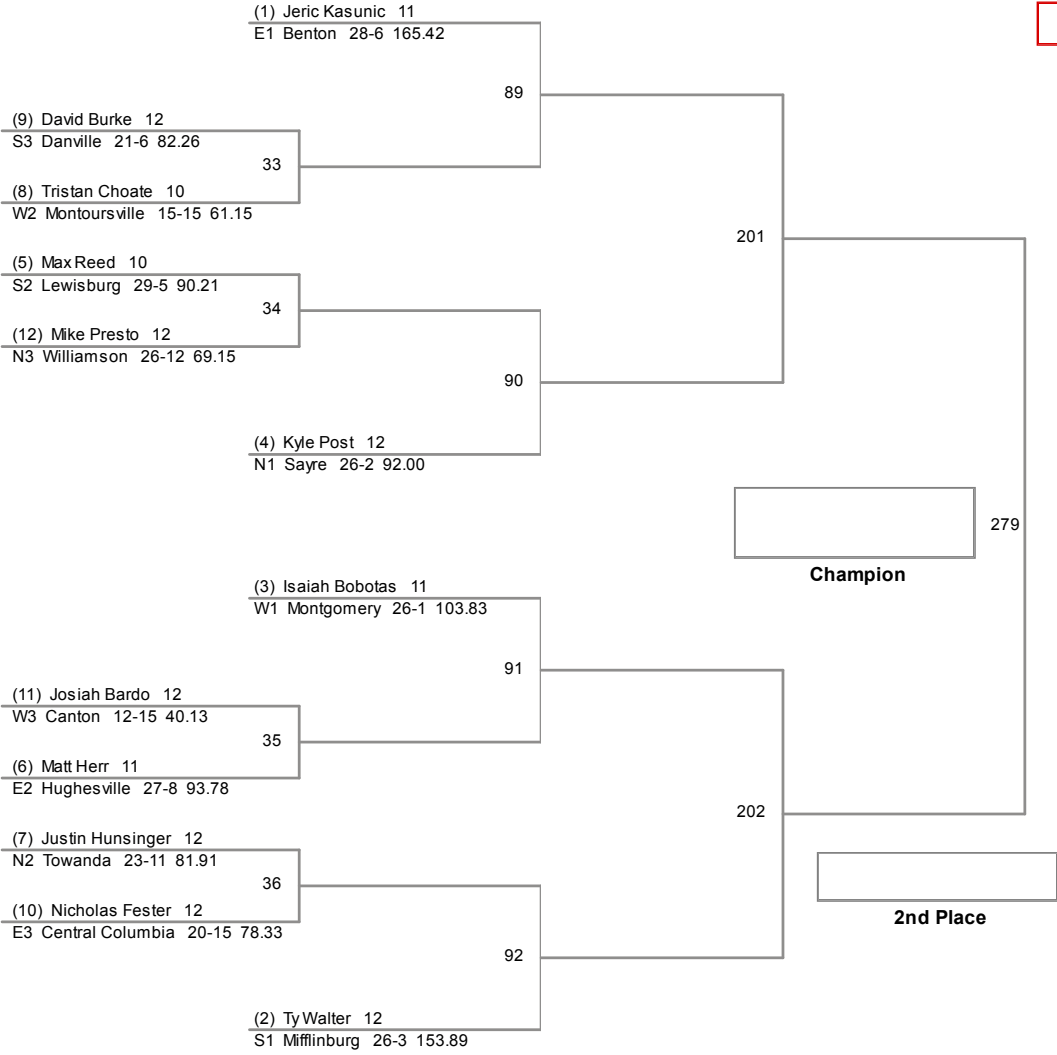 (1) Jeric Kasunic 11
E1 Benton 28-6 165.42
89
(9) David Burke 12
S3 Danville 21-6 82.26
33
(8) Tristan Choate 10
W2 Montoursville 15-15 61.15
201
(5) Max Reed 10
S2 Lewisburg 29-5 90.21
34
(12) Mike Presto 12
N3 Williamson 26-12 69.15
90
(4) Kyle Post 12
N1 Sayre 26-2 92.00
279
Champion
(3) Isaiah Bobotas 11
W1 Montgomery 26-1 103.83
91
(11) Josiah Bardo 12
W3 Canton 12-15 40.13
35
(6) Matt Herr 11
E2 Hughesville 27-8 93.78
202
(7) Justin Hunsinger 12
N2 Towanda 23-11 81.91
36
(10) Nicholas Fester 12
E3 Central Columbia 20-15 78.33
2nd Place
92
(2) Ty Walter 12
S1 Mifflinburg 26-3 153.89